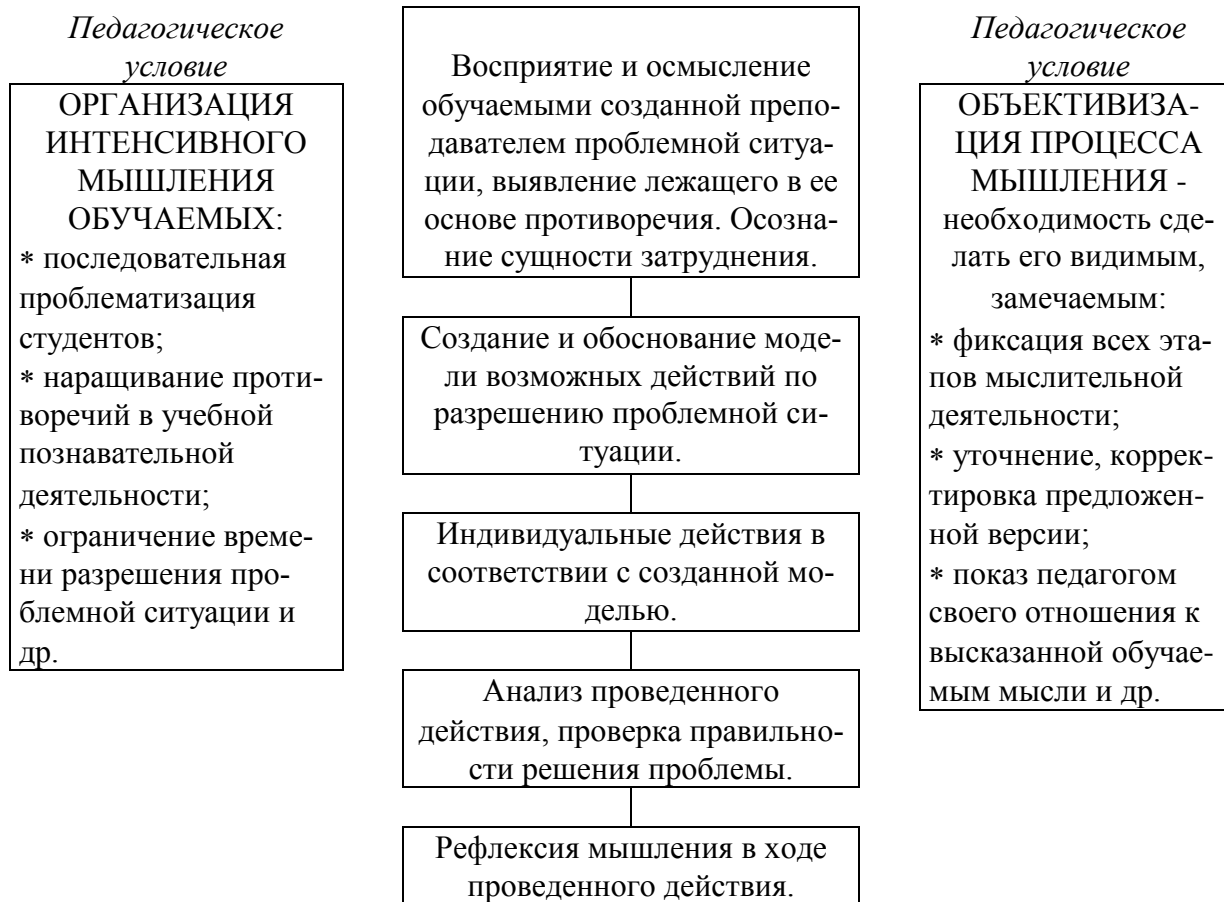 Педагогическое
условие
ОРГАНИЗАЦИЯ
ИНТЕНСИВНОГО
МЫШЛЕНИЯ
ОБУЧАЕМЫХ:
* последовательная
проблематизация
студентов;
* наращивание проти-
воречий в учебной
познавательной
деятельности;
* ограничение време-
ни разрешения про-
блемной ситуации и
др.
Восприятие и осмысление
обучаемыми созданной препо-
давателем проблемной ситуа-
ции, выявление лежащего в ее
основе противоречия. Осозна-
ние сущности затруднения.
Создание и обоснование моде-
ли возможных действий по
разрешению проблемной си-
туации.
Индивидуальные действия в
соответствии с созданной мо-
делью.
Анализ проведенного
действия, проверка правильно-
сти решения проблемы.
Рефлексия мышления в ходе
проведенного действия.
Педагогическое
условие
ОБЪЕКТИВИЗА-
ЦИЯ ПРОЦЕССА
МЫШЛЕНИЯ -
необходимость сде-
лать его видимым,
замечаемым:
* фиксация всех эта-
пов мыслительной
деятельности;
* уточнение, коррек-
тировка предложен-
ной версии;
* показ педагогом
своего отношения к
высказанной обучае-
мым мысли и др.